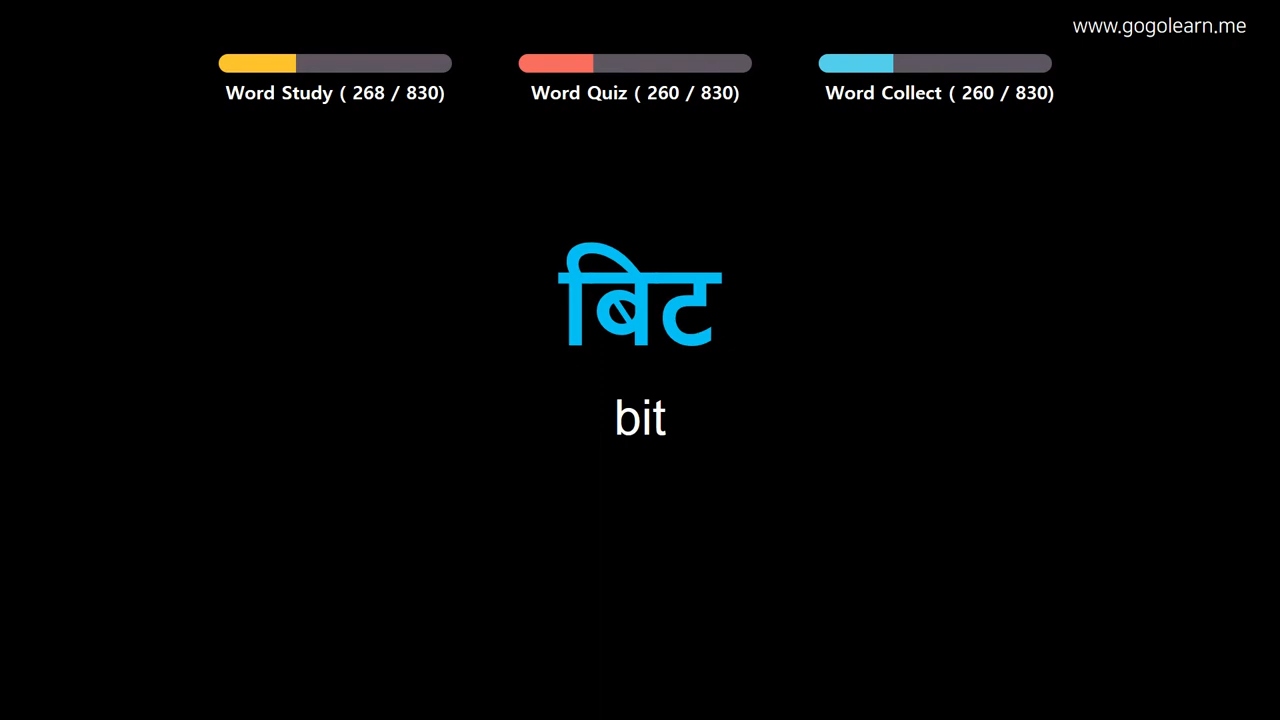 www.gogolearn.me
Word Study ( 268 / 830)
Word Quiz ( 260 / 830)
Word Collect ( 260 / 830)
बिट
bit